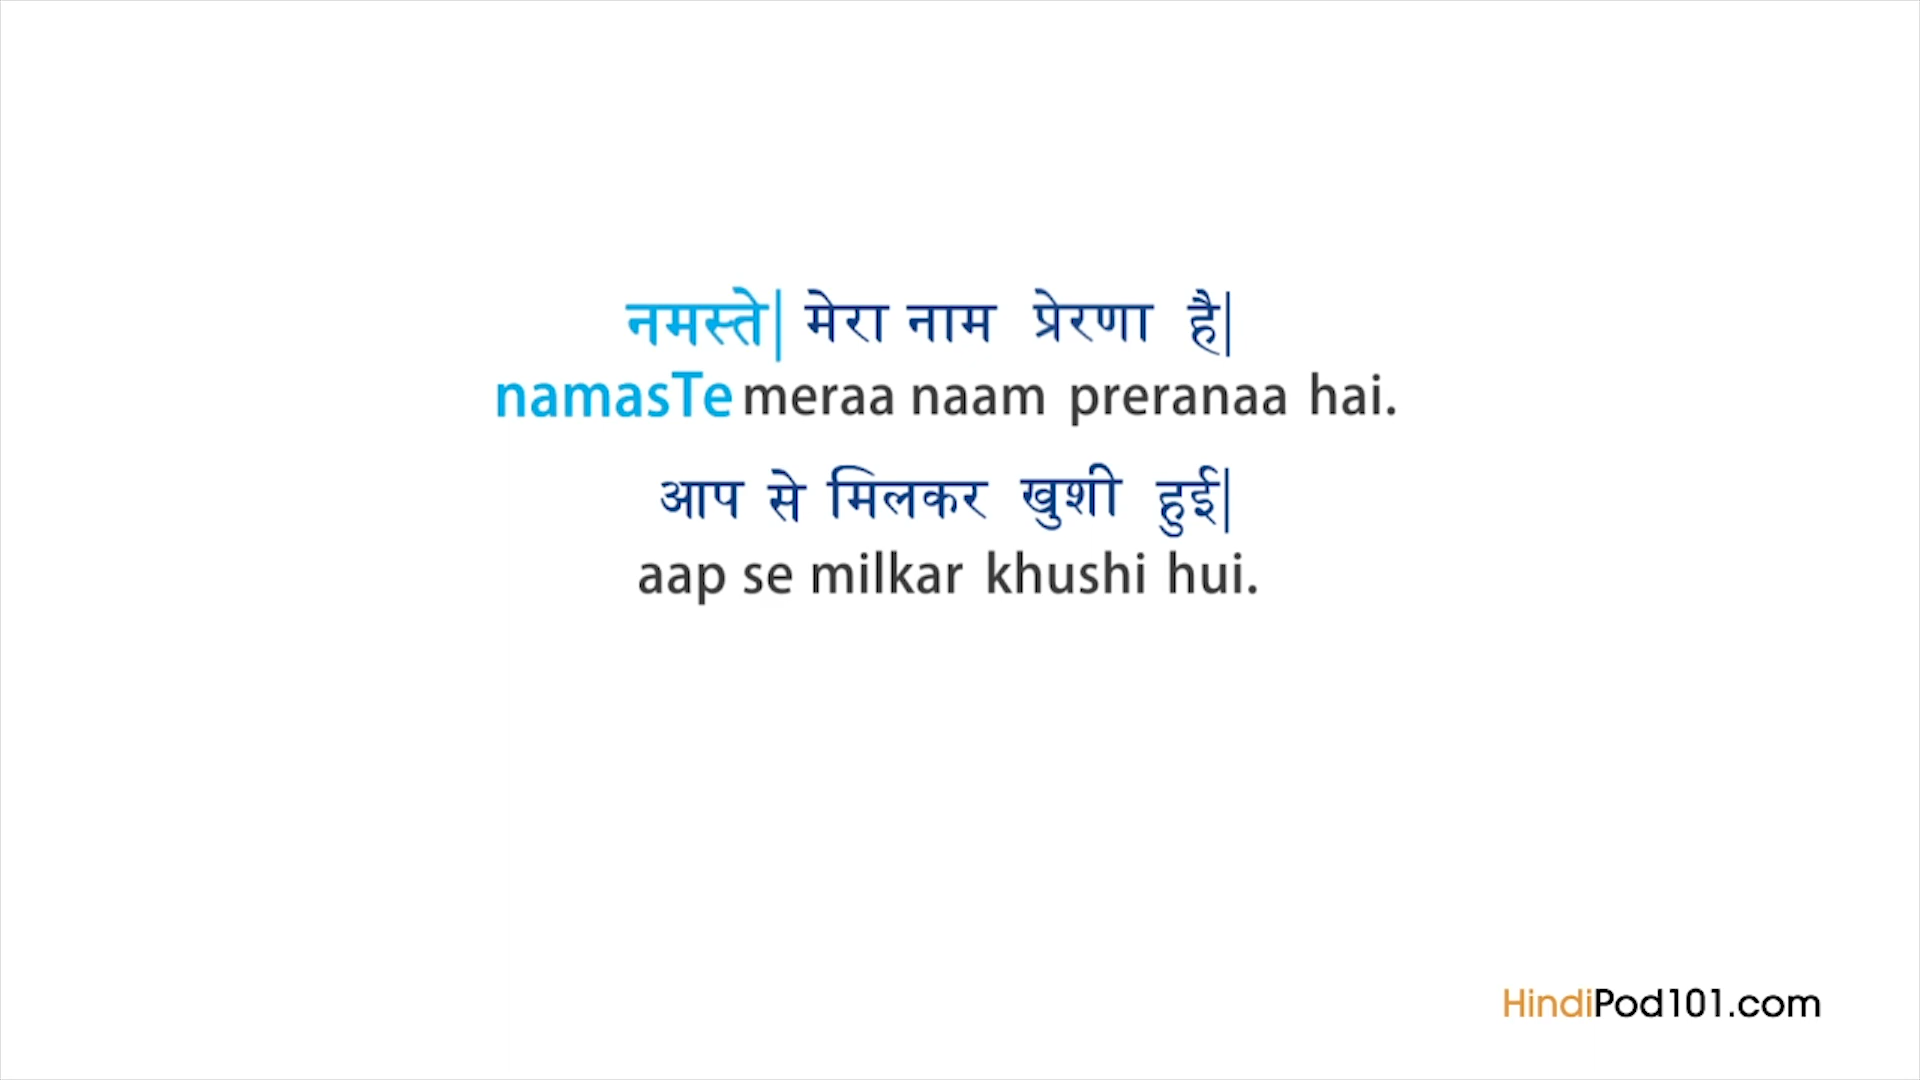 नमस्ते| मेरा नाम प्रेरणा है|
namasTe meraa naam preranaa hai.
आप से मिलकर खुशी हुई|
aap se milkar khushi hui.
HindiPod101.com